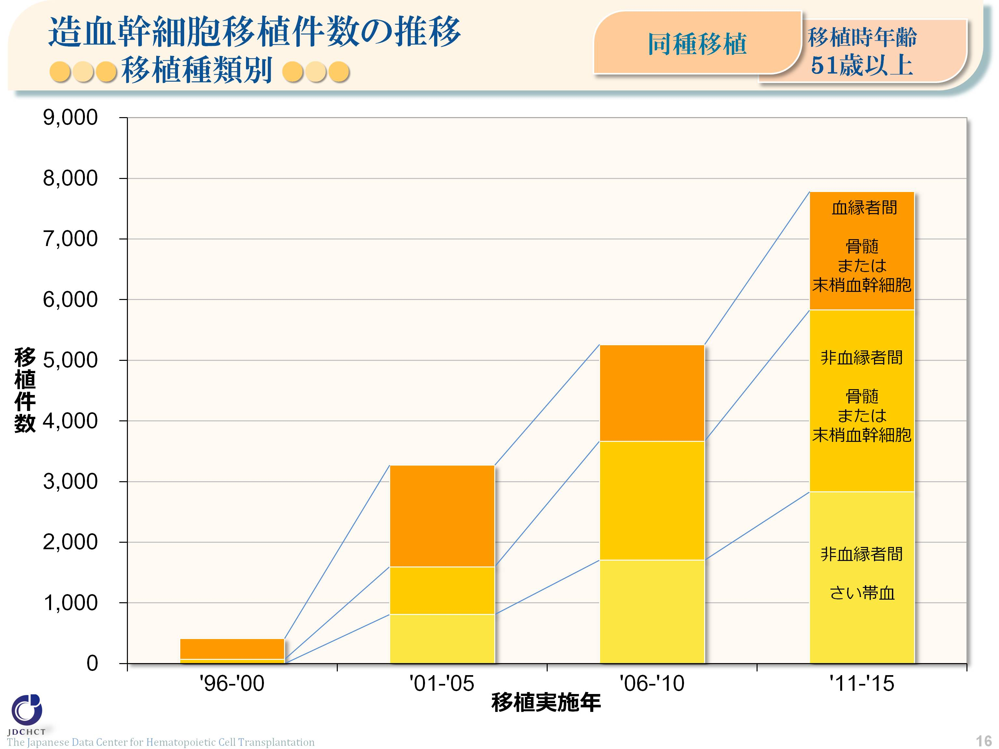 造血幹細胞移植件数の推移
移植種類別
同種移植
移植時年齢
51歳以上
9,000
8,000
7,000
6,000
5,000
4,000
3,000
2,000
1,000
0
移植件数
血縁者間
骨髄
または
末梢血幹細胞
非血縁者間
骨髄
または
末梢血幹細胞
非血縁者間
さい帯血
'96-'00
'01-'05
'06-'10
'11-'15
移植実施年
JDCHCT
The Japanese Data Center for Hematopoietic Cell Transplantation
16